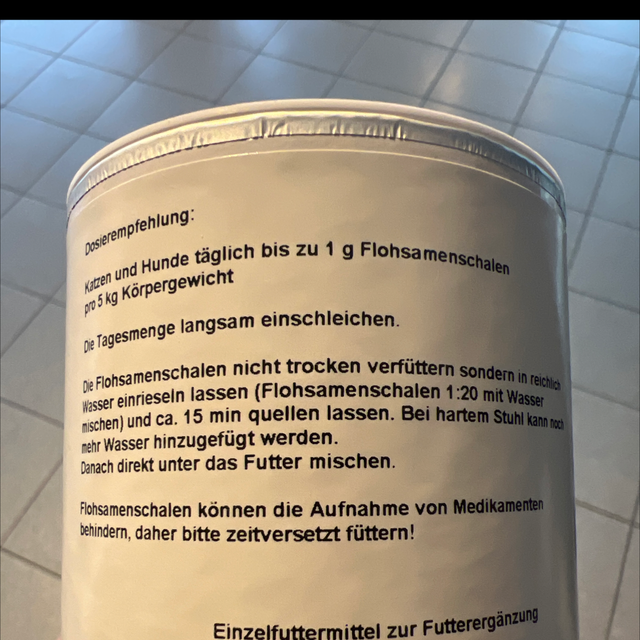 Dosierempfehlung:
Katzen und Hunde täglich bis zu 1 g Flohsamenschalen
pro 5 kg Körpergewicht
Die Tagesmenge langsam einschleichen.
Die Flohsamenschalen nicht trocken verfüttern sondern in reichlich
Wasser einrieseln lassen (Flohsamenschalen 1:20 mit Wasser
mischen) und ca. 15 min quellen lassen. Bei hartem Stuhl kann noch
mehr Wasser hinzugefügt werden.
Danach direkt unter das Futter mischen.
Flohsamenschalen können die Aufnahme von Medikamenten
behindern, daher bitte zeitversetzt füttern!
Einzelfuttermittel zur Futterergänzung